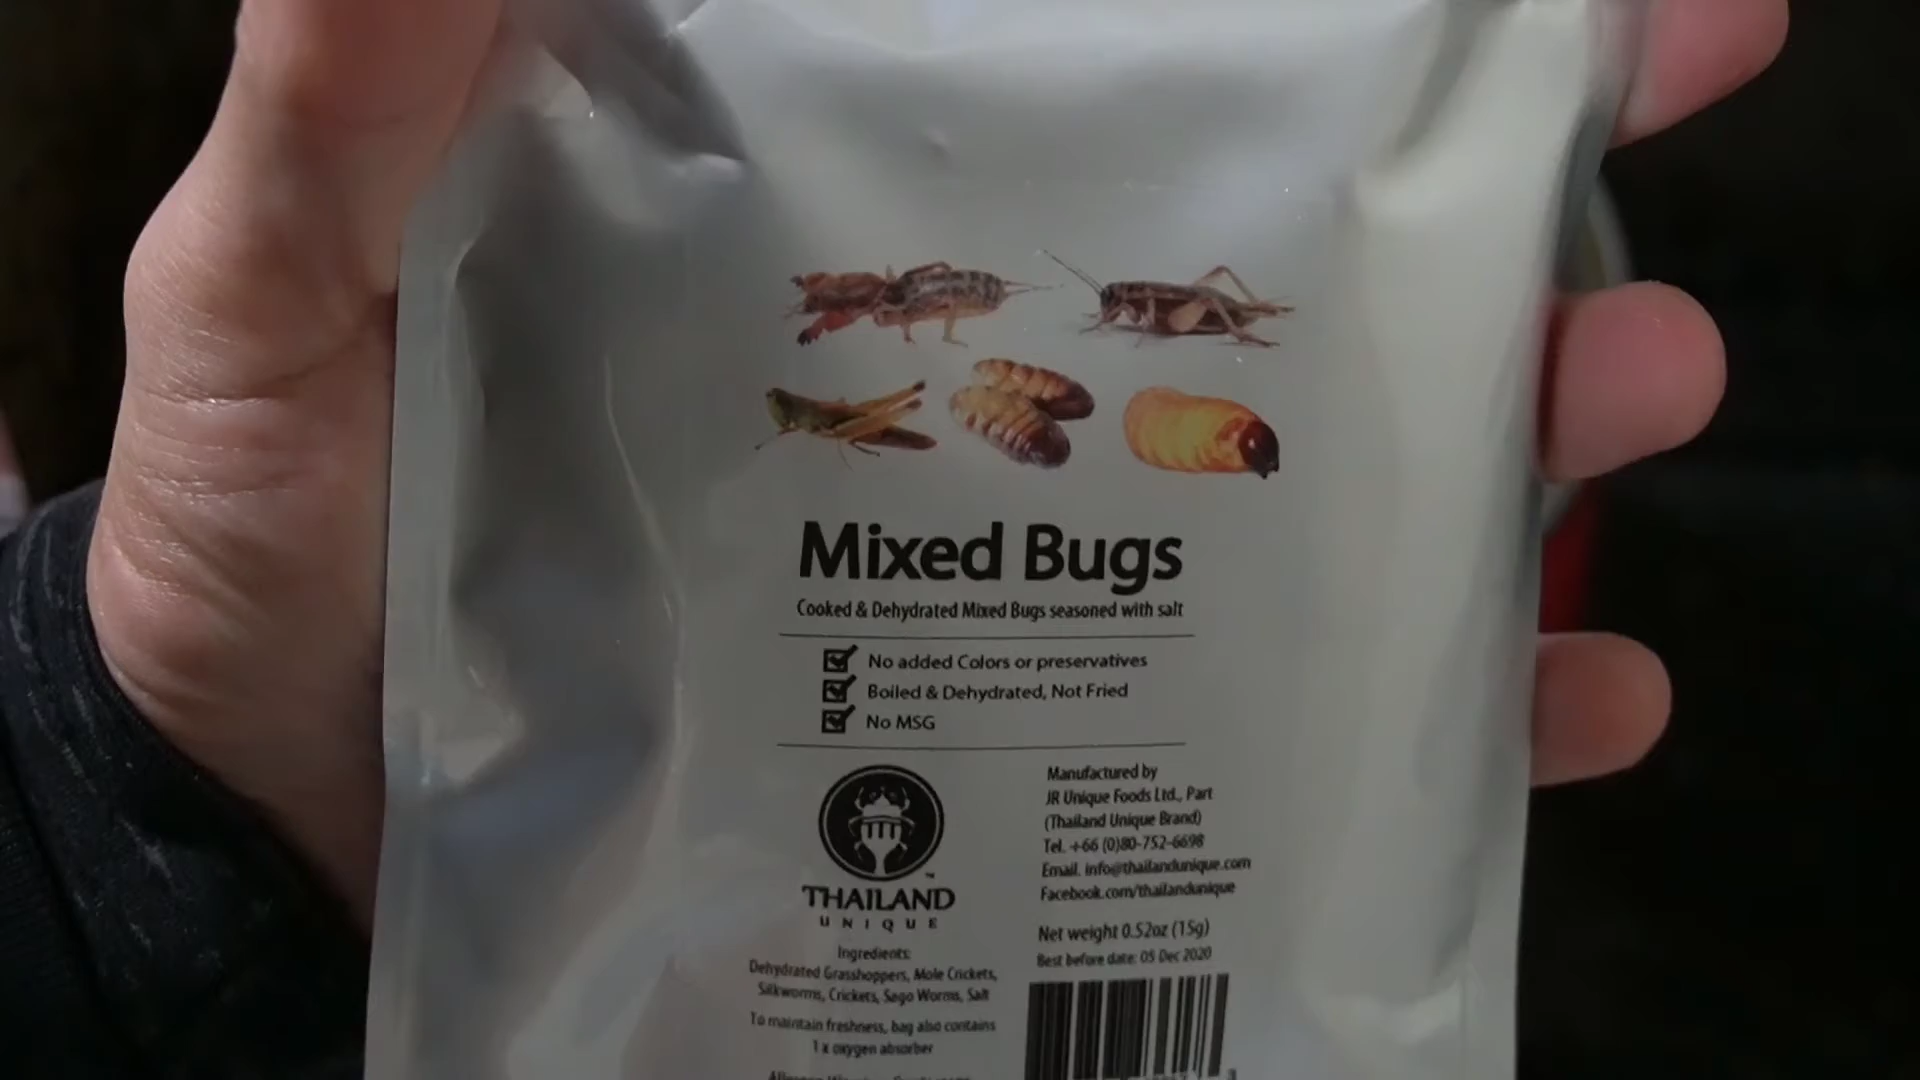 Mixed Bugs
Cooked & Dehydrated Mixed Bugs seasoned with salt
No added Colors or preservatives
Boiled & Dehydrated, Not Fried
No MSG
THAILAND
UNIQUE
Ingredients:
Dehydrated Grasshoppers, Mole Crickets,
Silkworms, Crickets, Sago Worms, Salt
To maintain freshness, bag also contains
1 x oxygen absorber
Manufactured by
JR Unique Foods Ltd., Part
(Thailand Unique Brand)
Tel. +66 (0)80-752-6698
Email. info@thailandunique.com
Facebook.com/thailandunique
Net weight 0.52oz (15g)
Best before date: 05 Dec 2020